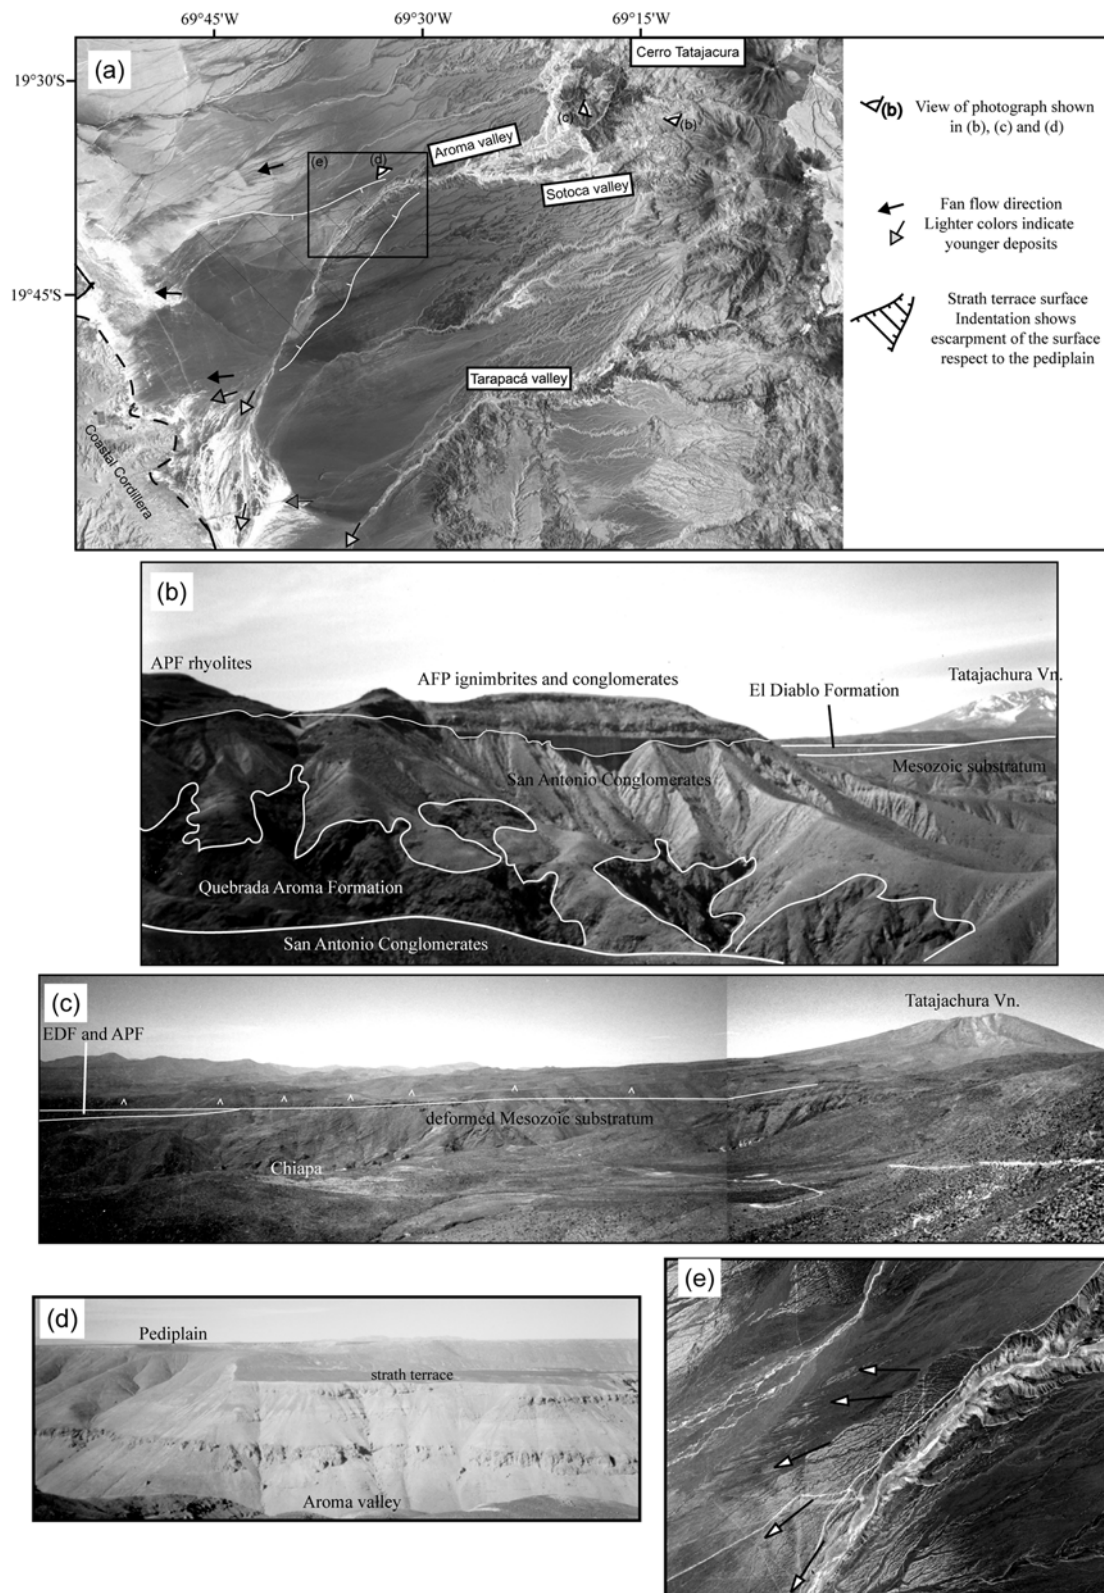 69°45'W
69°30'W
69°15'W
(a)
Cerro Tatajacura
19°30'S
(c)
(b)
(b)
View of photograph shown
in (b), (c) and (d)
Aroma valley
(e)
(d)
Sotoca valley
Fan flow direction
Lighter colors indicate
younger deposits
19°45'S
Strath terrace surface
Indentation shows
escarpment of the surface
respect to the pediplain
Tarapacá valley
Coastal Cordillera
(b)
APF rhyolites
AFP ignimbrites and conglomerates
El Diablo Formation
Tatajachura Vn.
San Antonio Conglomerates
Mesozoic substratum
Quebrada Aroma Formation
San Antonio Conglomerates
(c)
Tatajachura Vn.
EDF and APF
deformed Mesozoic substratum
Chiapa
(d)
Pediplain
strath terrace
Aroma valley
(e)